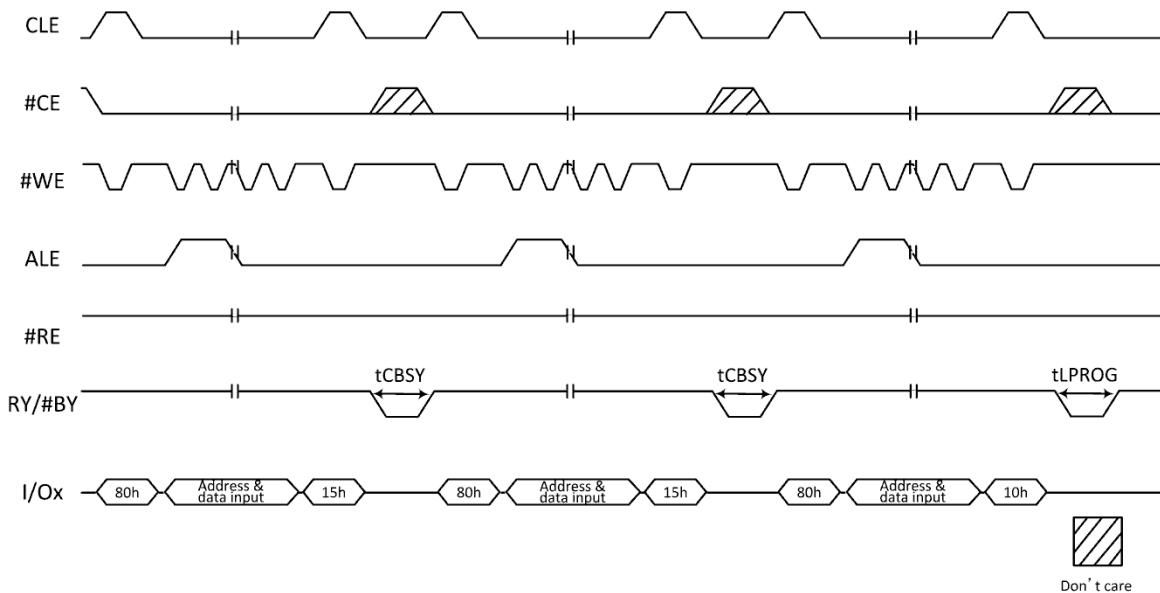 CLE
#CE
#WE
ALE
#RE
tCBSY tCBSY tLPROG
RY/#BY
I/Ox 80h Address & data input 15h 80h Address & data input 15h 80h Address & data input 10h
Don't care